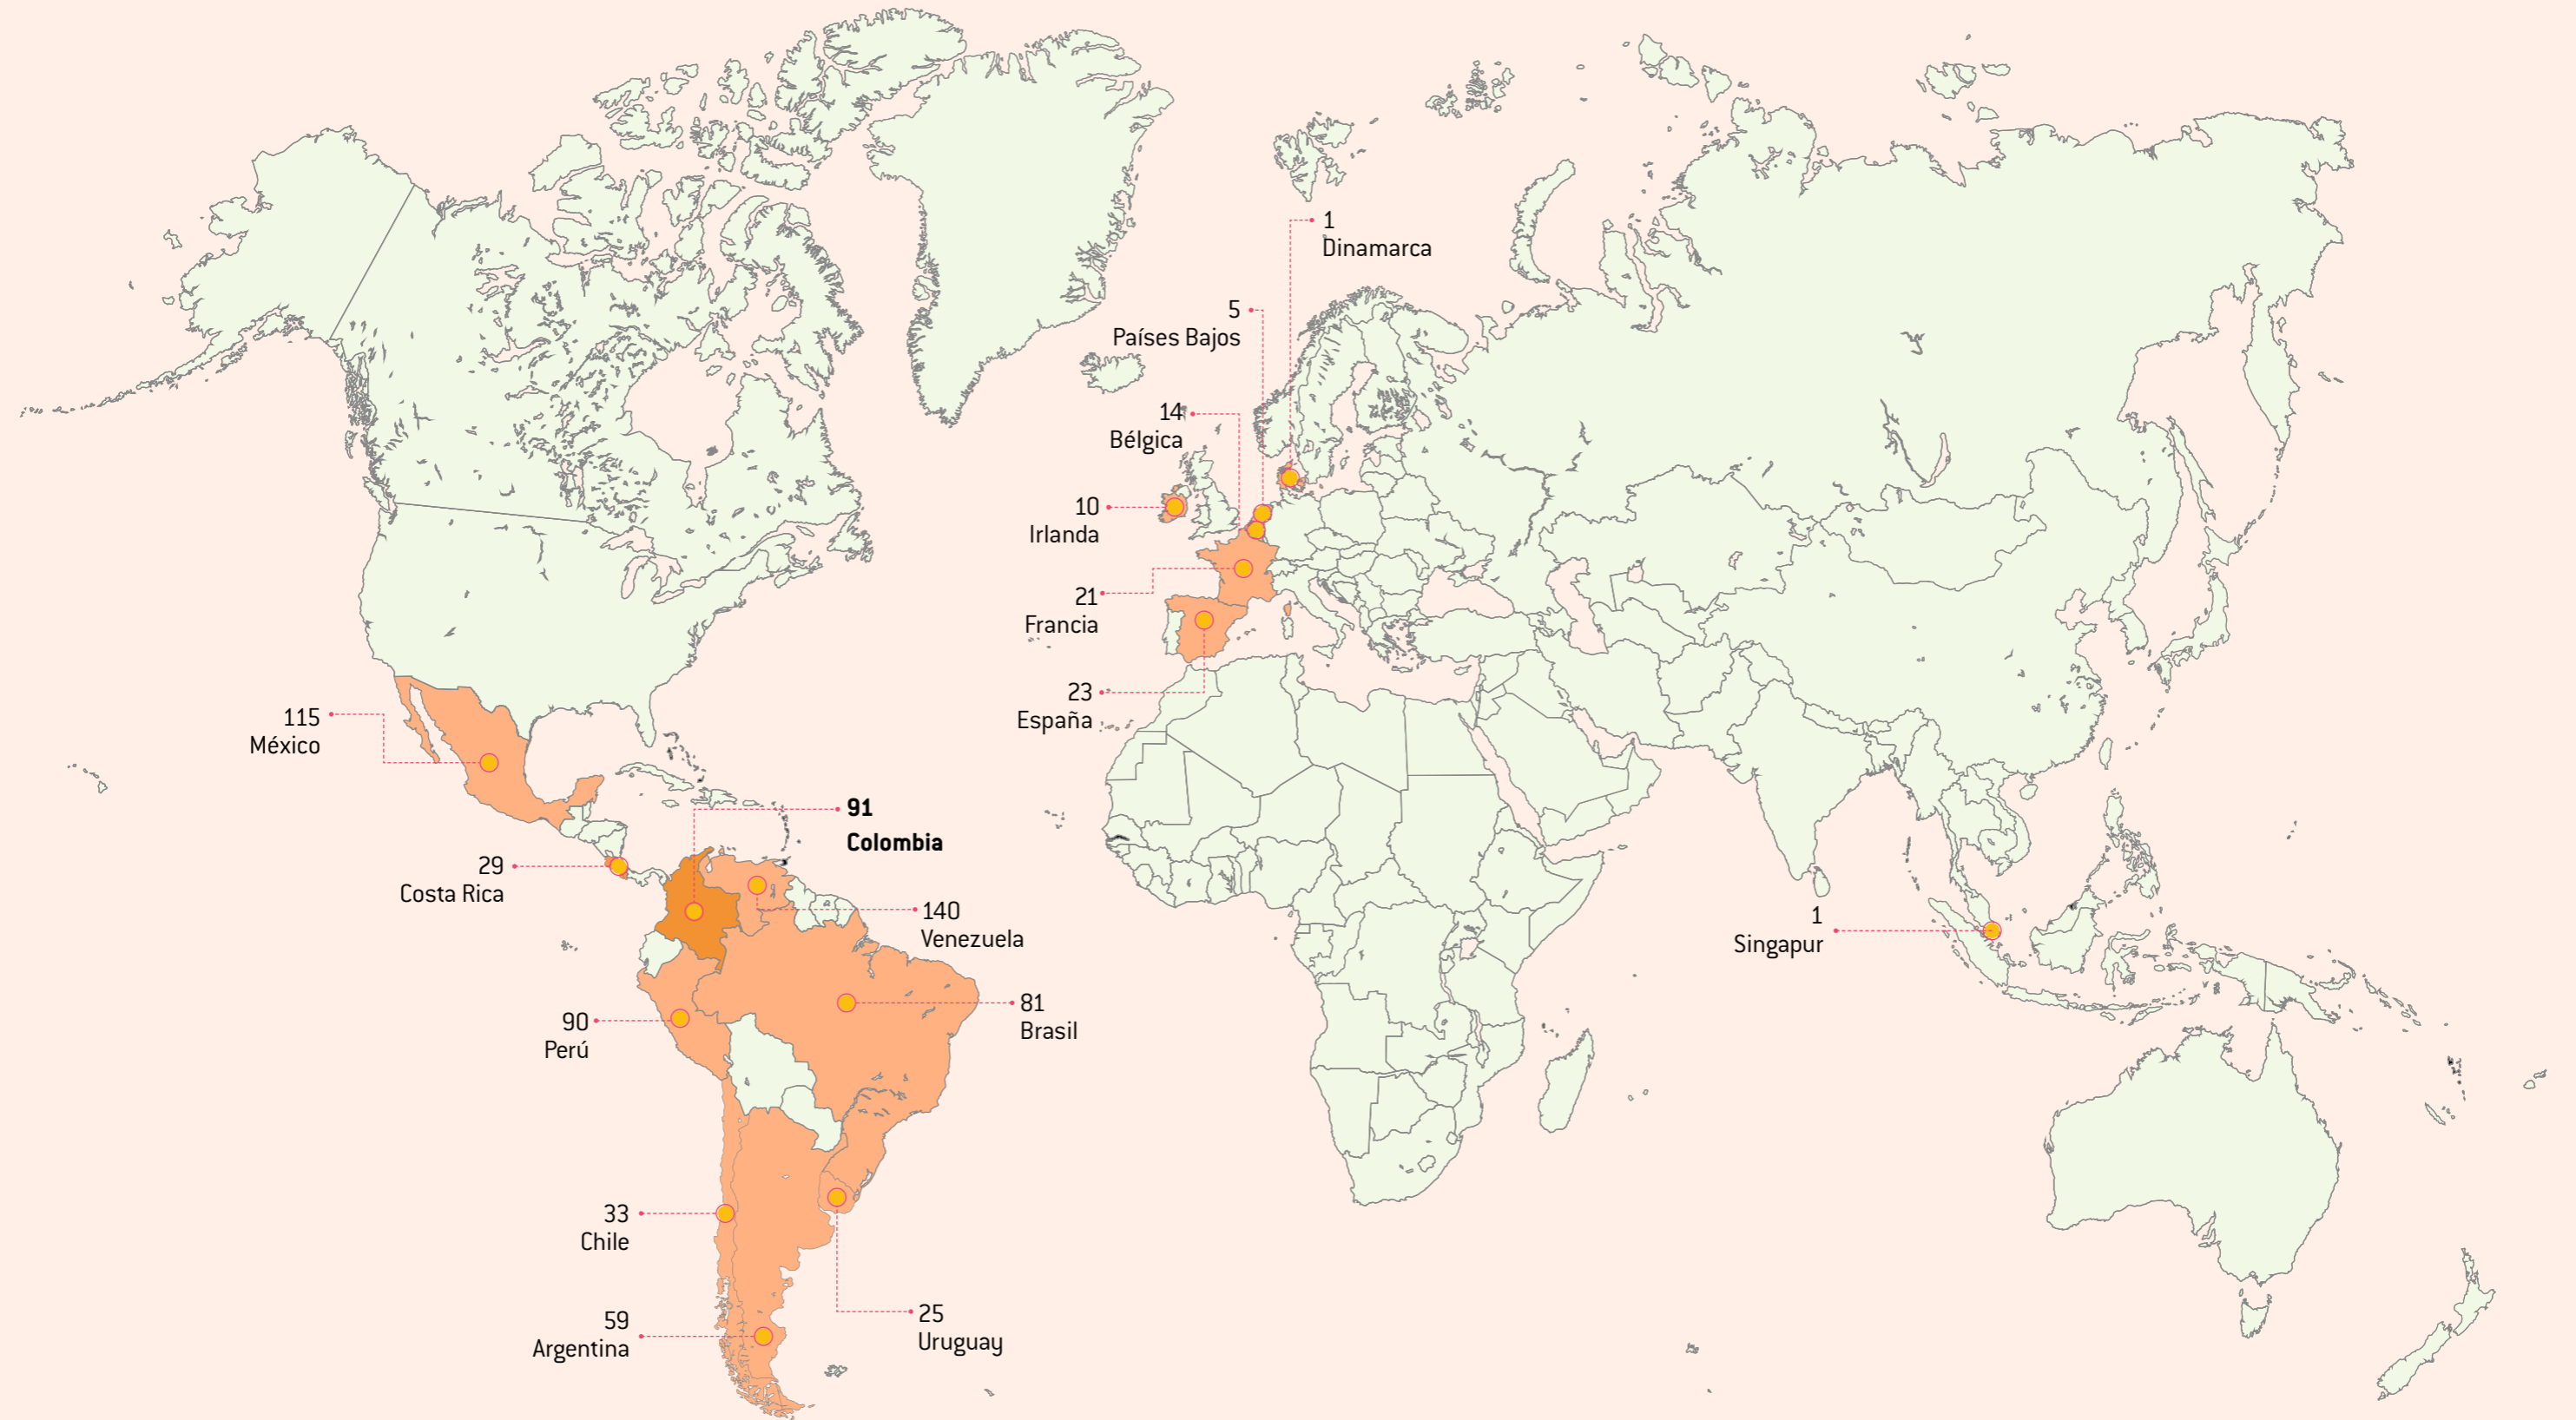 1
Dinamarca
5
Países Bajos
14
Bélgica
10
Irlanda
21
Francia
23
España
115
México
91
Colombia
29
Costa Rica
140
Venezuela
1
Singapur
81
Brasil
90
Perú
33
Chile
25
Uruguay
59
Argentina